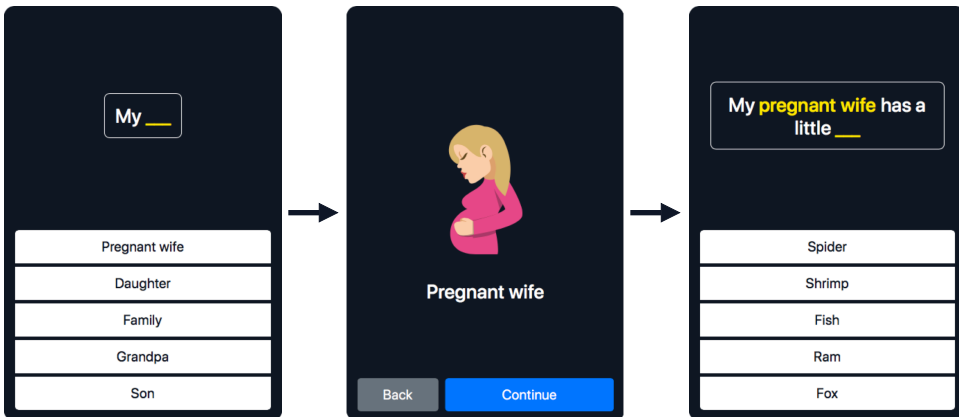 My ___
Pregnant wife
Daughter
Family
Grandpa
Son
Pregnant wife
Back
Continue
My pregnant wife has a
little ___
Spider
Shrimp
Fish
Ram
Fox